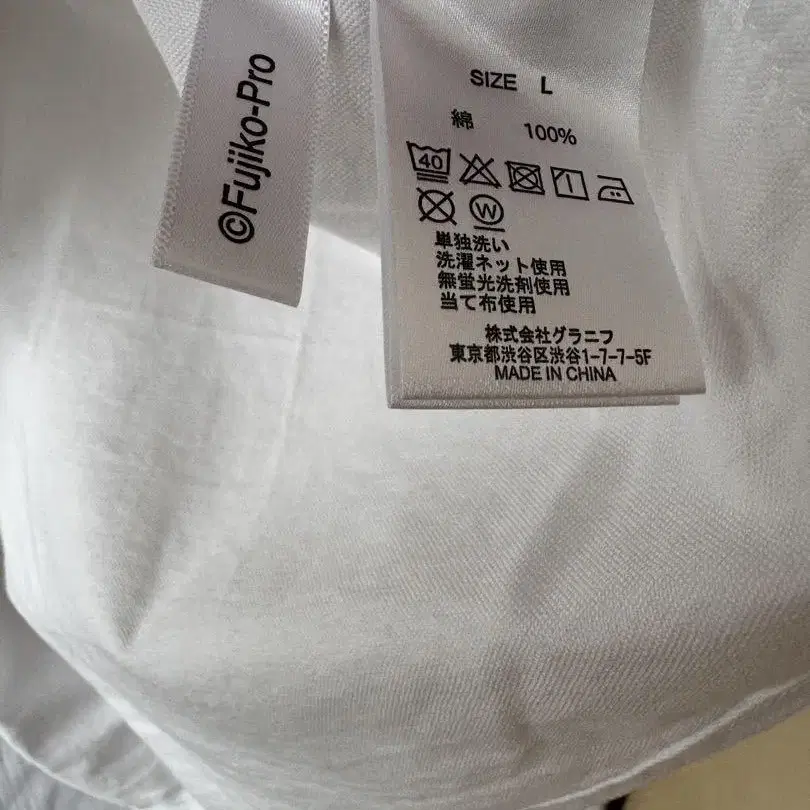 ©Fujiko-Pro
SIZE L
綿 100%
40
W
単独洗い
洗濯ネット使用
無蛍光洗剤使用
当て布使用
株式会社グラニフ
東京都渋谷区渋谷1-7-7-5F
MADE IN CHINA